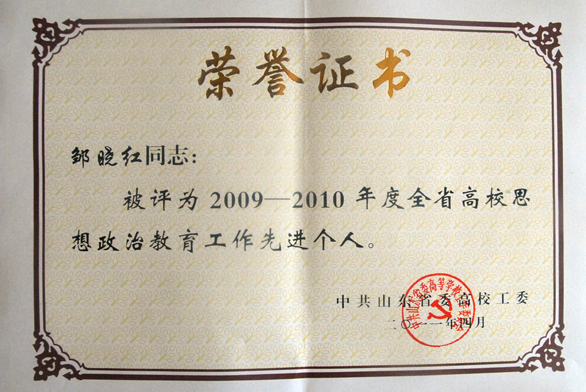 荣誉证书
邹晓红同志：
被评为2009—2010年度全省高校思
想政治教育工作先进个人。
中共山东省委高校工委
二〇一一年四月